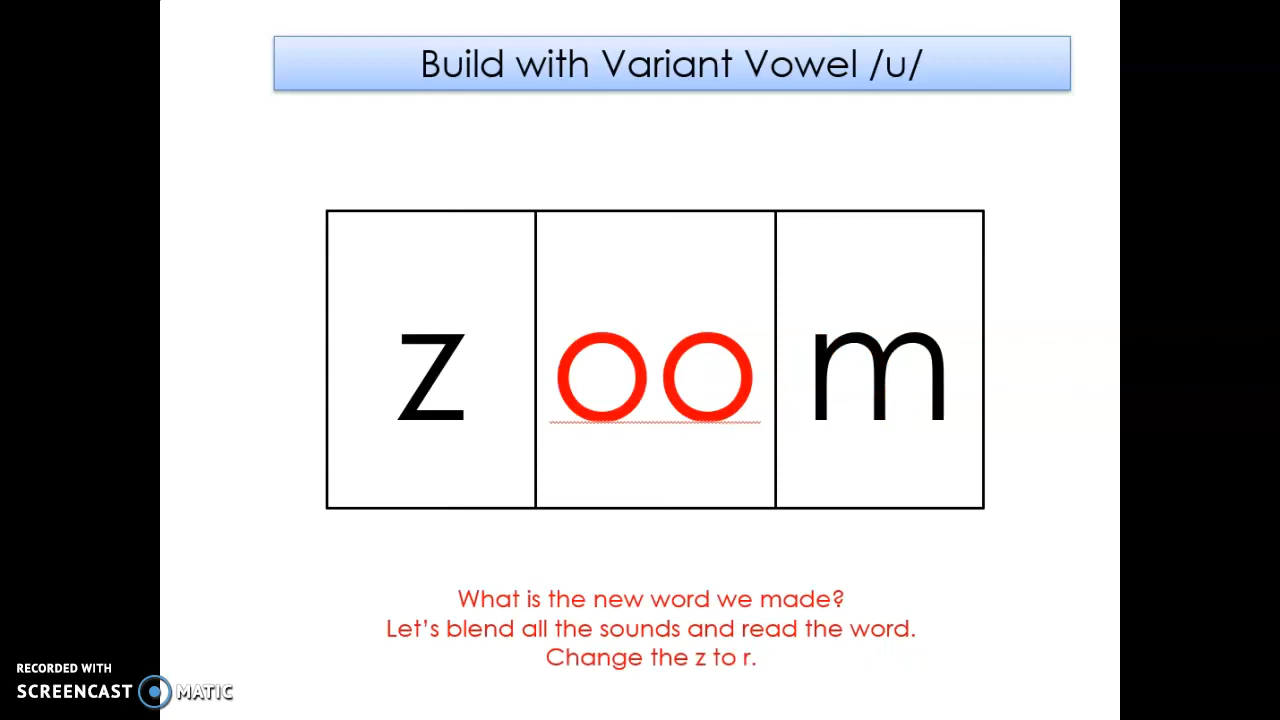 Build with Variant Vowel /u/
z oo m
What is the new word we made?
Let's blend all the sounds and read the word.
Change the z to r.
RECORDED WITH
SCREENCAST MATIC